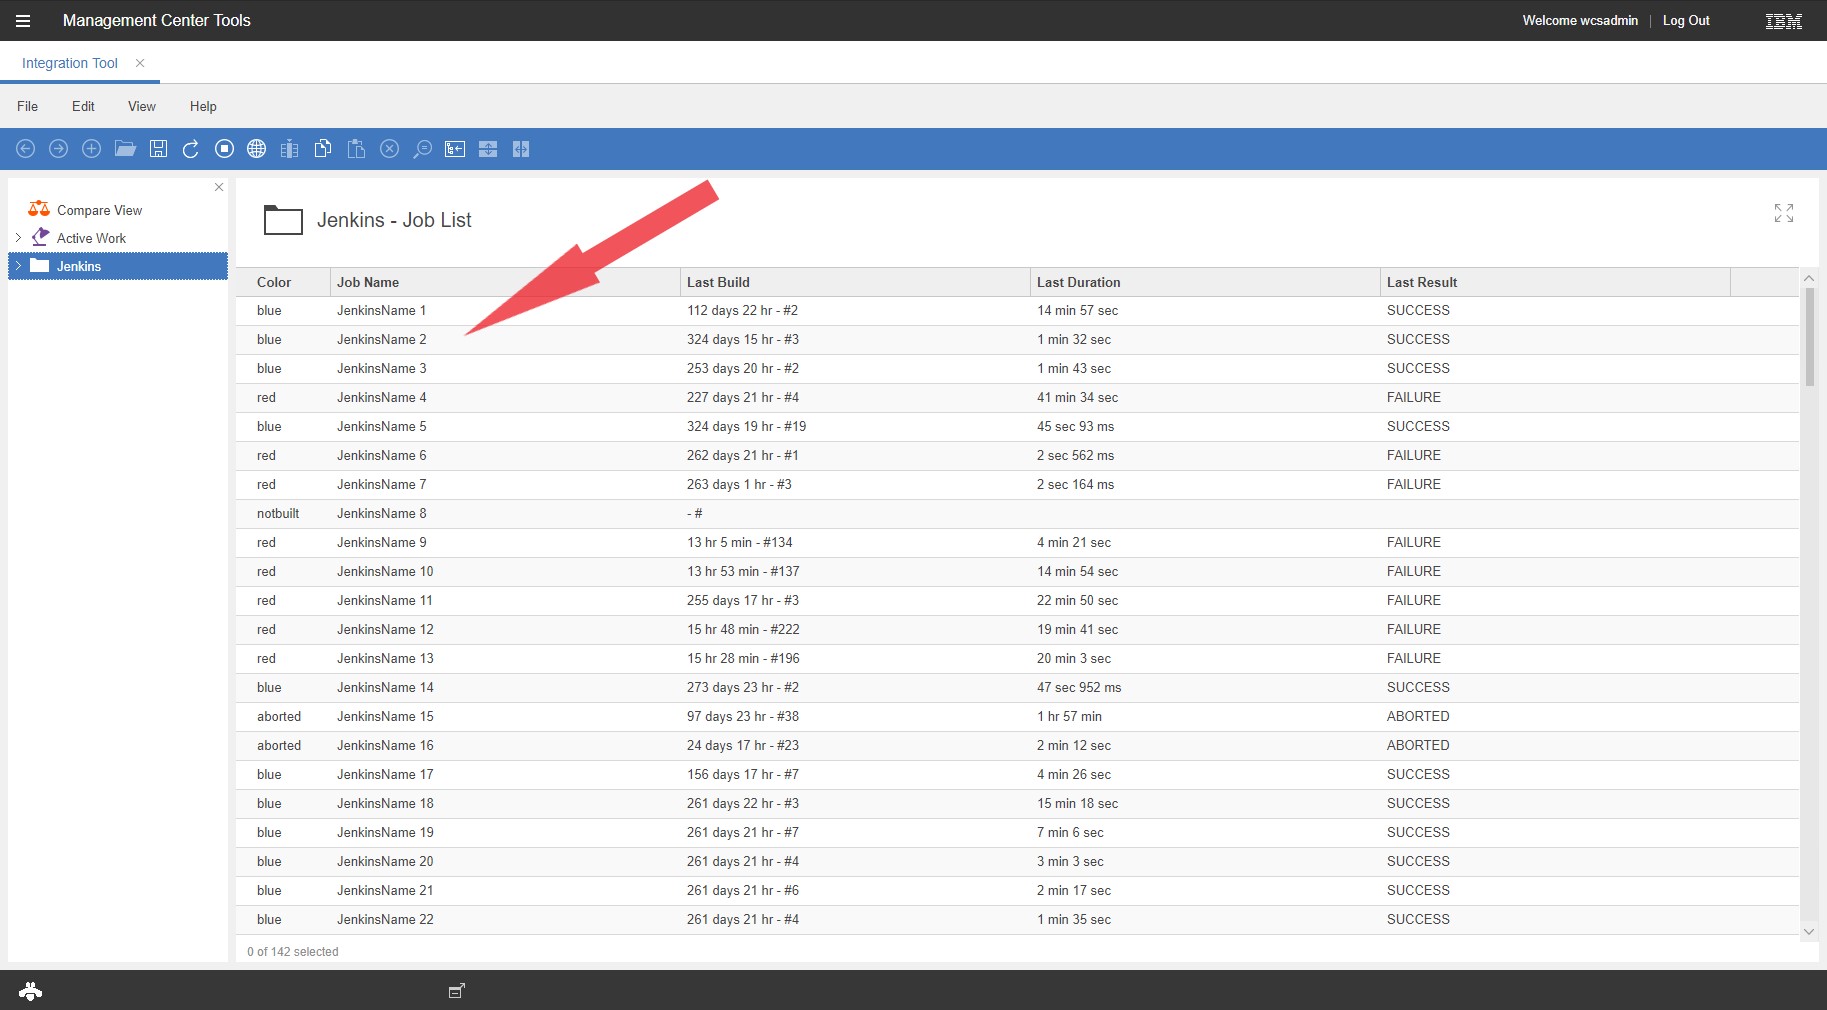 Management Center Tools Welcome wcsadmin | Log Out IBM
Integration Tool ×
File Edit View Help
Compare View
Active Work
Jenkins
Jenkins - Job List
Color Job Name Last Build Last Duration Last Result
blue JenkinsName 1 112 days 22 hr - #2 14 min 57 sec SUCCESS
blue JenkinsName 2 324 days 15 hr - #3 1 min 32 sec SUCCESS
blue JenkinsName 3 253 days 20 hr - #2 1 min 43 sec SUCCESS
red JenkinsName 4 227 days 21 hr - #4 41 min 34 sec FAILURE
blue JenkinsName 5 324 days 19 hr - #19 45 sec 93 ms SUCCESS
red JenkinsName 6 262 days 21 hr - #1 2 sec 562 ms FAILURE
red JenkinsName 7 263 days 1 hr - #3 2 sec 164 ms FAILURE
notbuilt JenkinsName 8 - #
red JenkinsName 9 13 hr 5 min - #134 4 min 21 sec FAILURE
red JenkinsName 10 13 hr 53 min - #137 14 min 54 sec FAILURE
red JenkinsName 11 255 days 17 hr - #3 22 min 50 sec FAILURE
red JenkinsName 12 15 hr 48 min - #222 19 min 41 sec FAILURE
red JenkinsName 13 15 hr 28 min - #196 20 min 3 sec FAILURE
blue JenkinsName 14 273 days 23 hr - #2 47 sec 952 ms SUCCESS
aborted JenkinsName 15 97 days 23 hr - #38 1 hr 57 min ABORTED
aborted JenkinsName 16 24 days 17 hr - #23 2 min 12 sec ABORTED
blue JenkinsName 17 156 days 17 hr - #7 4 min 26 sec SUCCESS
blue JenkinsName 18 261 days 22 hr - #3 15 min 18 sec SUCCESS
blue JenkinsName 19 261 days 21 hr - #7 7 min 6 sec SUCCESS
blue JenkinsName 20 261 days 21 hr - #4 3 min 3 sec SUCCESS
blue JenkinsName 21 261 days 21 hr - #6 2 min 17 sec SUCCESS
blue JenkinsName 22 261 days 21 hr - #4 1 min 35 sec SUCCESS
0 of 142 selected